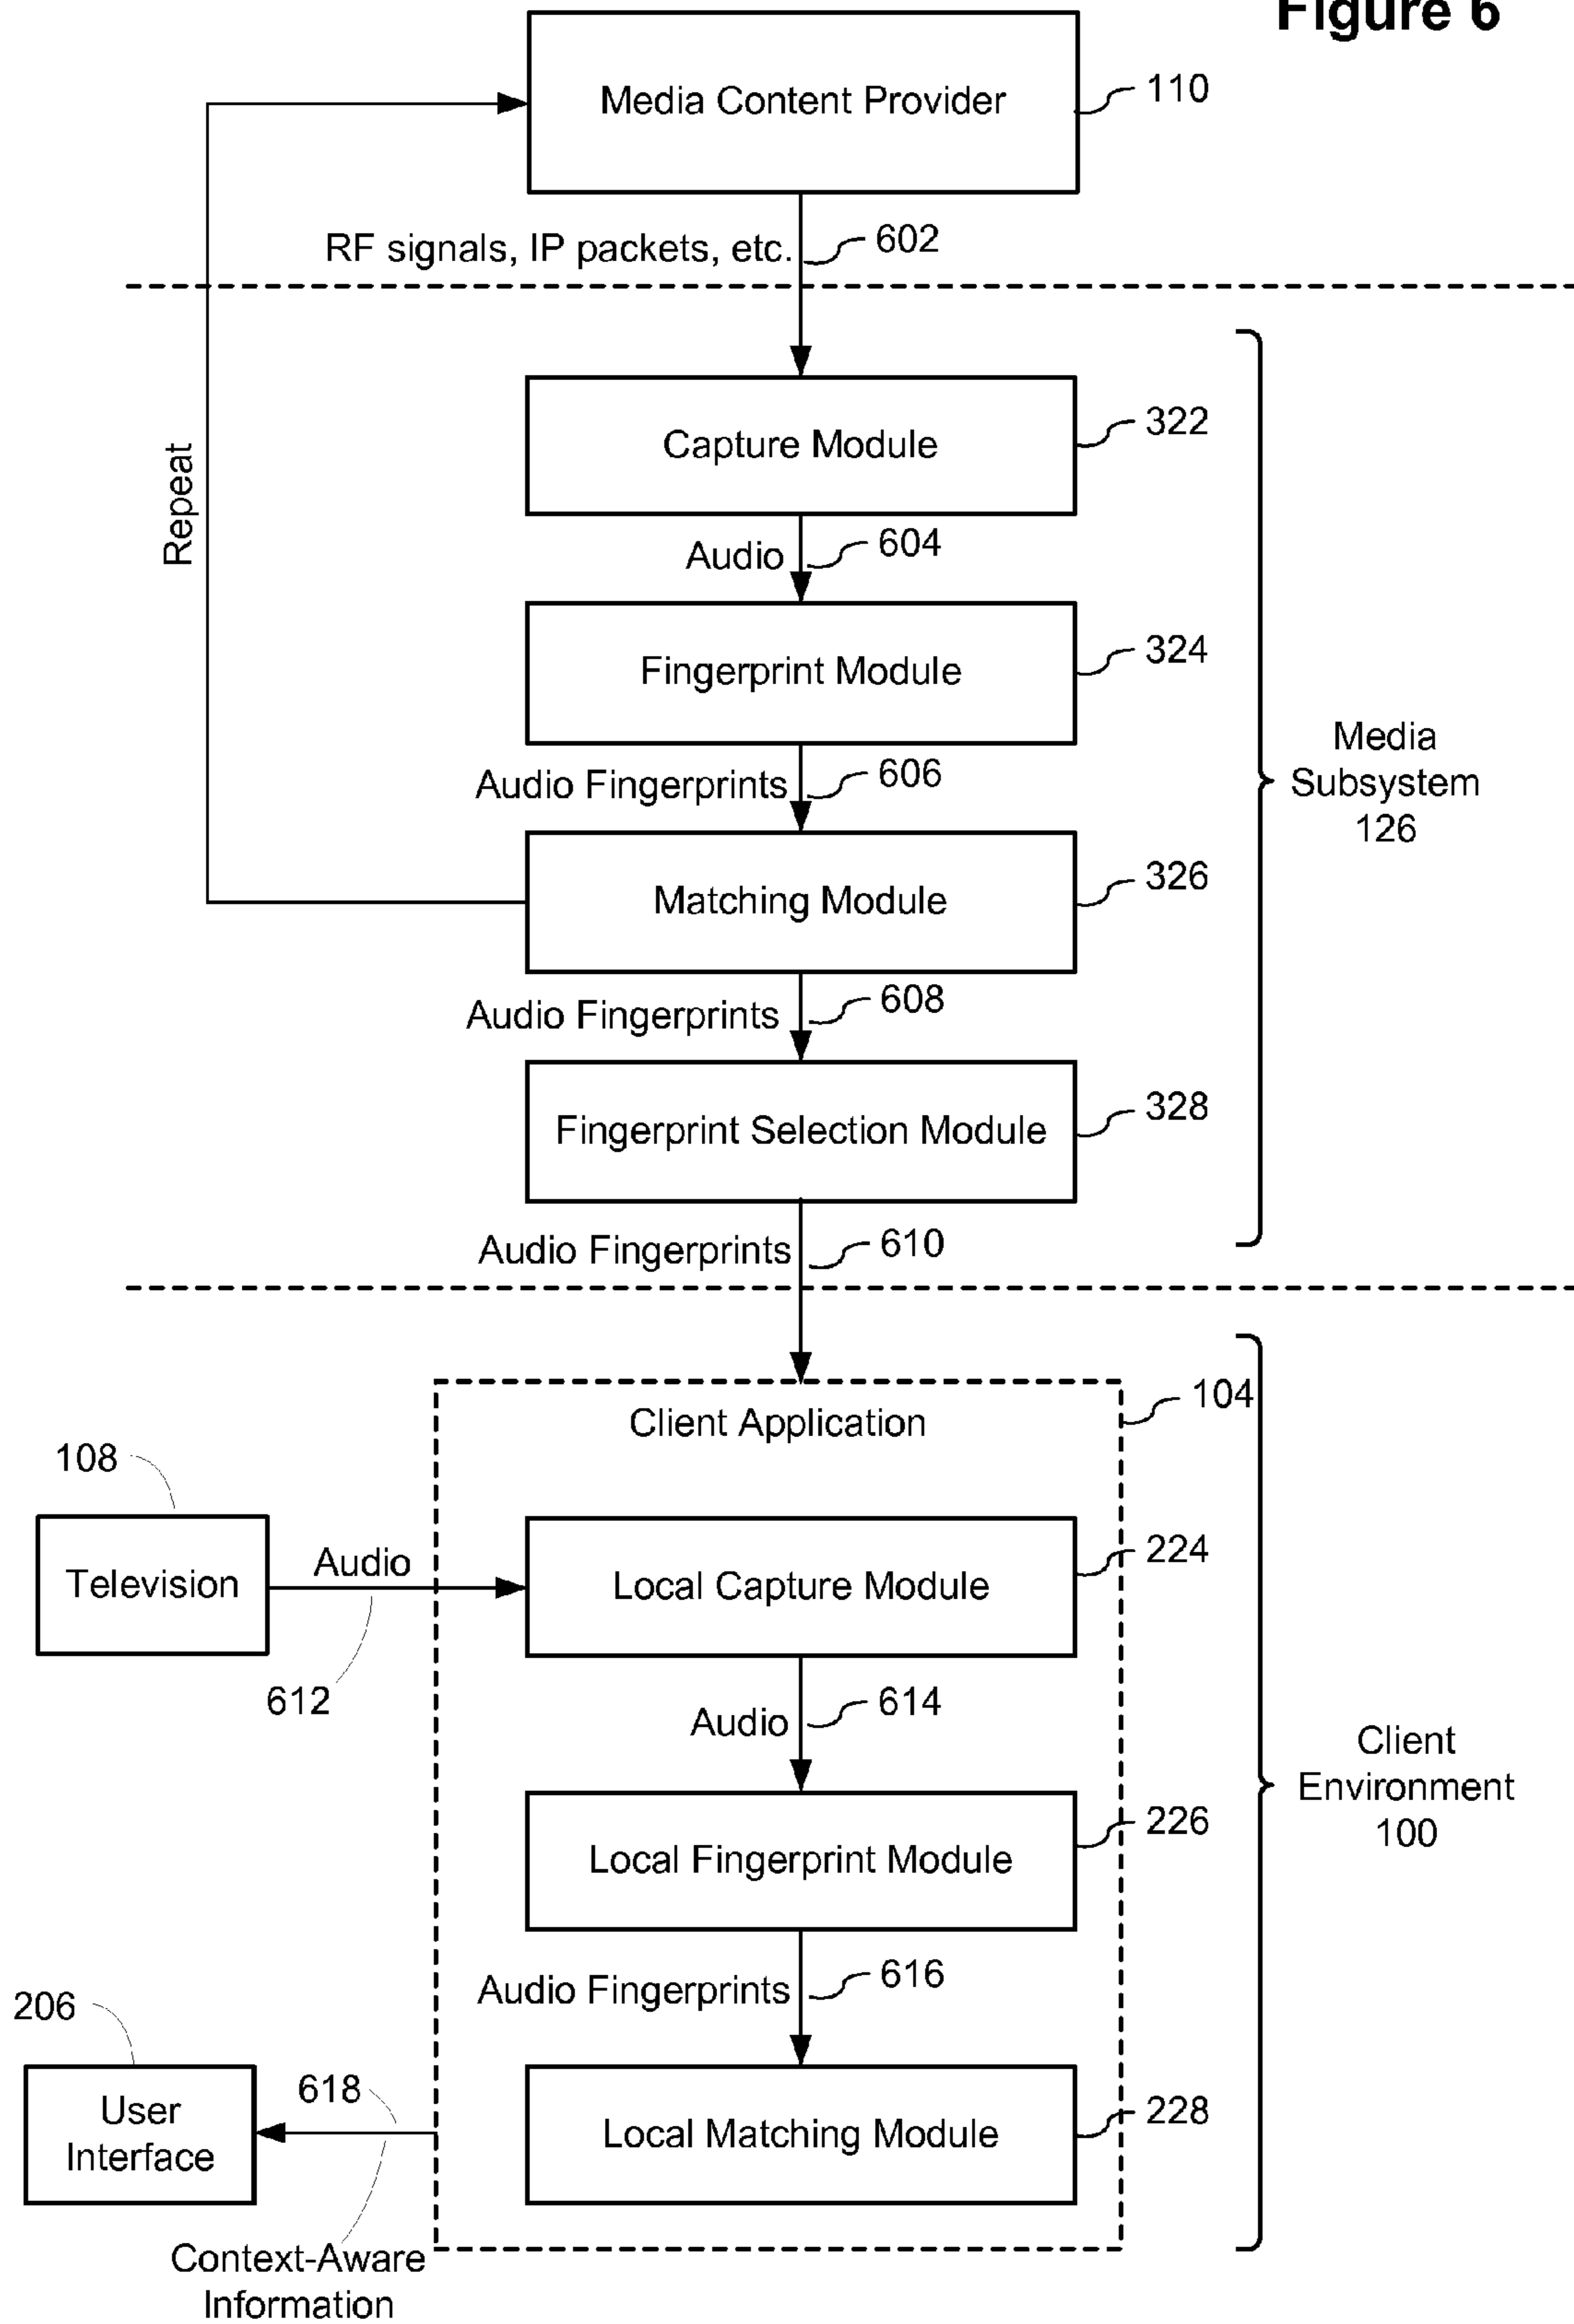 Figure 6
Media Content Provider
110
RF signals, IP packets, etc.
602
Repeat
Capture Module
322
Audio
604
Fingerprint Module
324
Audio Fingerprints
606
Media
Subsystem
126
Matching Module
326
Audio Fingerprints
608
Fingerprint Selection Module
328
Audio Fingerprints
610
104
Client Application
108
Television
Audio
612
Local Capture Module
224
Audio
614
Client
Environment
100
Local Fingerprint Module
226
Audio Fingerprints
616
206
User
Interface
618
Local Matching Module
228
Context-Aware
Information